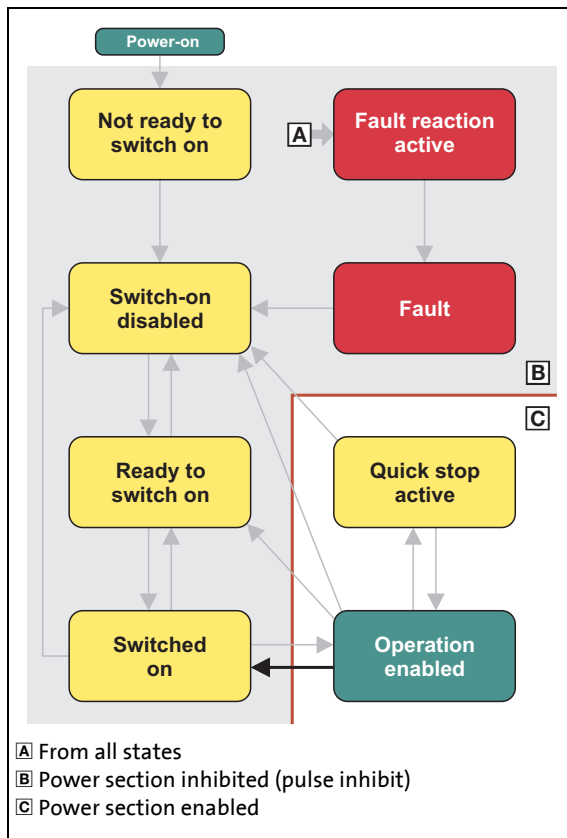 Power-on
Not ready to
switch on
A
Fault reaction
active
Switch-on
disabled
Fault
B
C
Ready to
switch on
Quick stop
active
Switched
on
Operation
enabled
A From all states
B Power section inhibited (pulse inhibit)
C Power section enabled